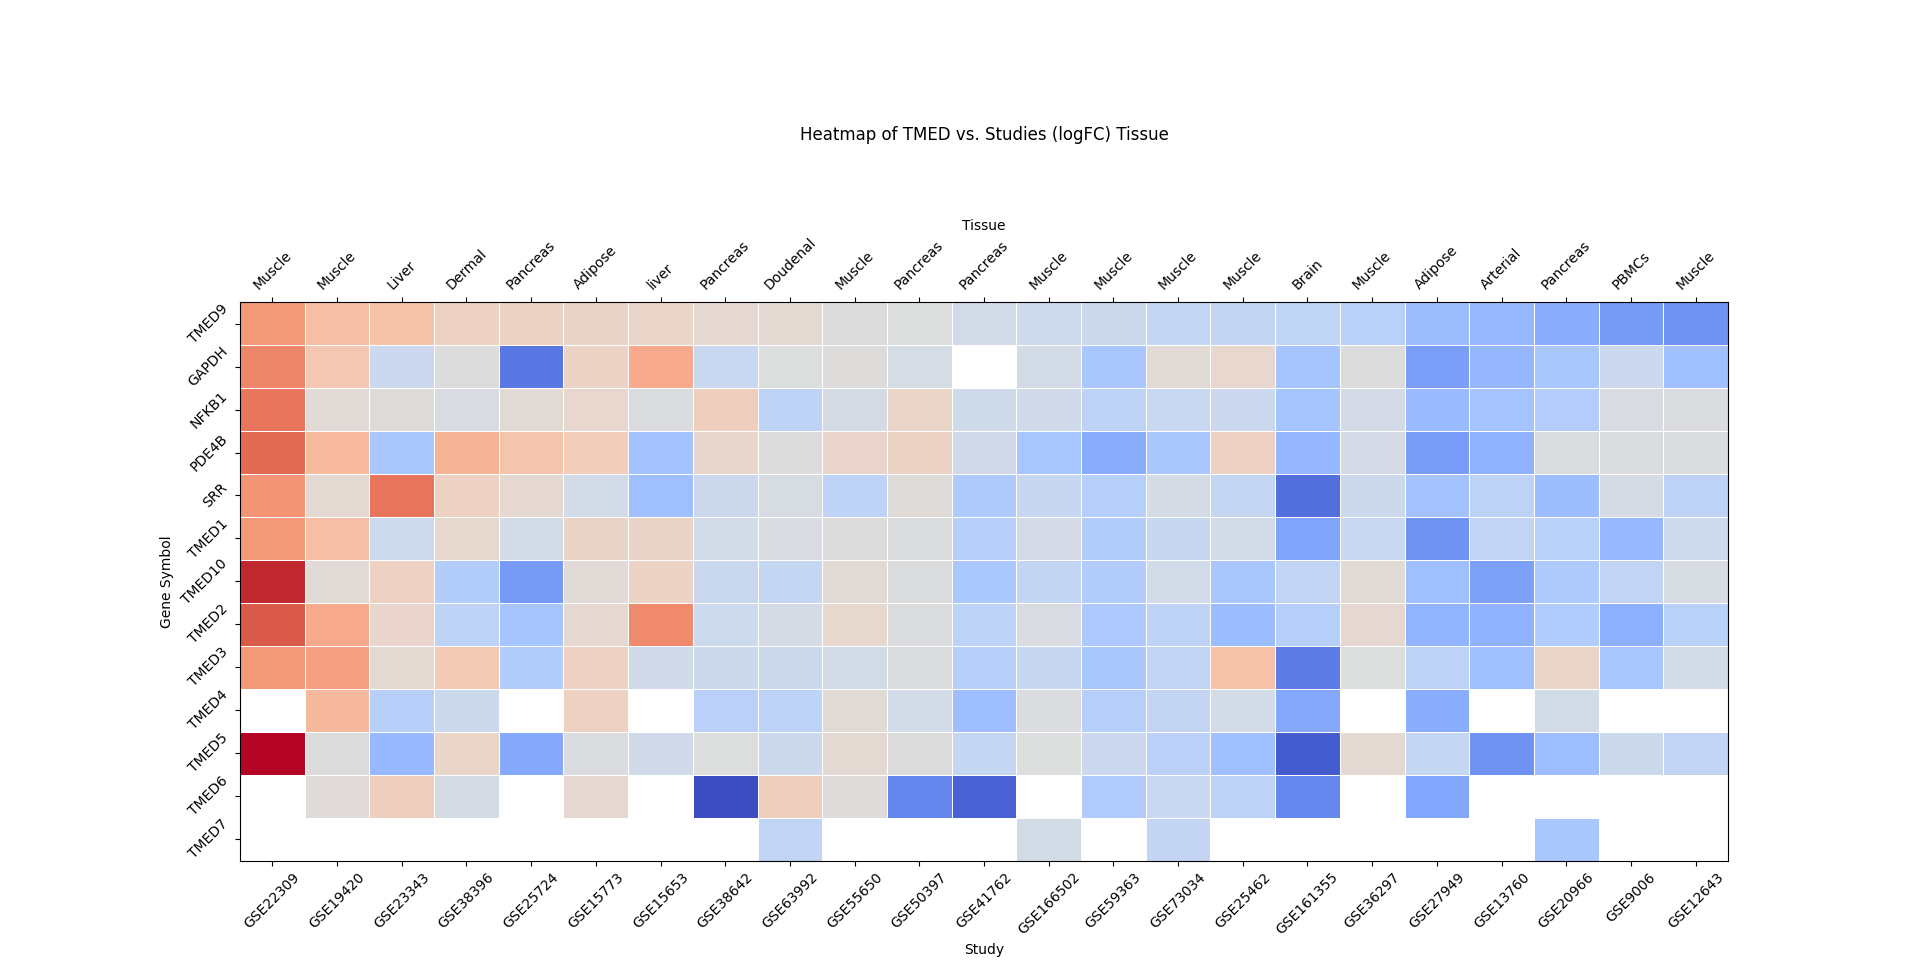 Heatmap of TMED vs. Studies (logFC) Tissue
Tissue
Muscle
Muscle
Liver
Dermal
Pancreas
Adipose
liver
Pancreas
Doudenal
Muscle
Pancreas
Pancreas
Muscle
Muscle
Muscle
Muscle
Brain
Muscle
Adipose
Arterial
Pancreas
PBMCs
Muscle
Gene Symbol
TMED9
GAPDH
NFKB1
PDE4B
SRR
TMED1
TMED10
TMED2
TMED3
TMED4
TMED5
TMED6
TMED7
GSE22309
GSE19420
GSE23343
GSE38396
GSE25724
GSE15773
GSE15653
GSE38642
GSE63992
GSE55650
GSE50397
GSE41762
GSE166502
GSE59363
GSE73034
GSE25462
GSE161355
GSE36297
GSE27949
GSE13760
GSE20966
GSE9006
GSE12643
Study